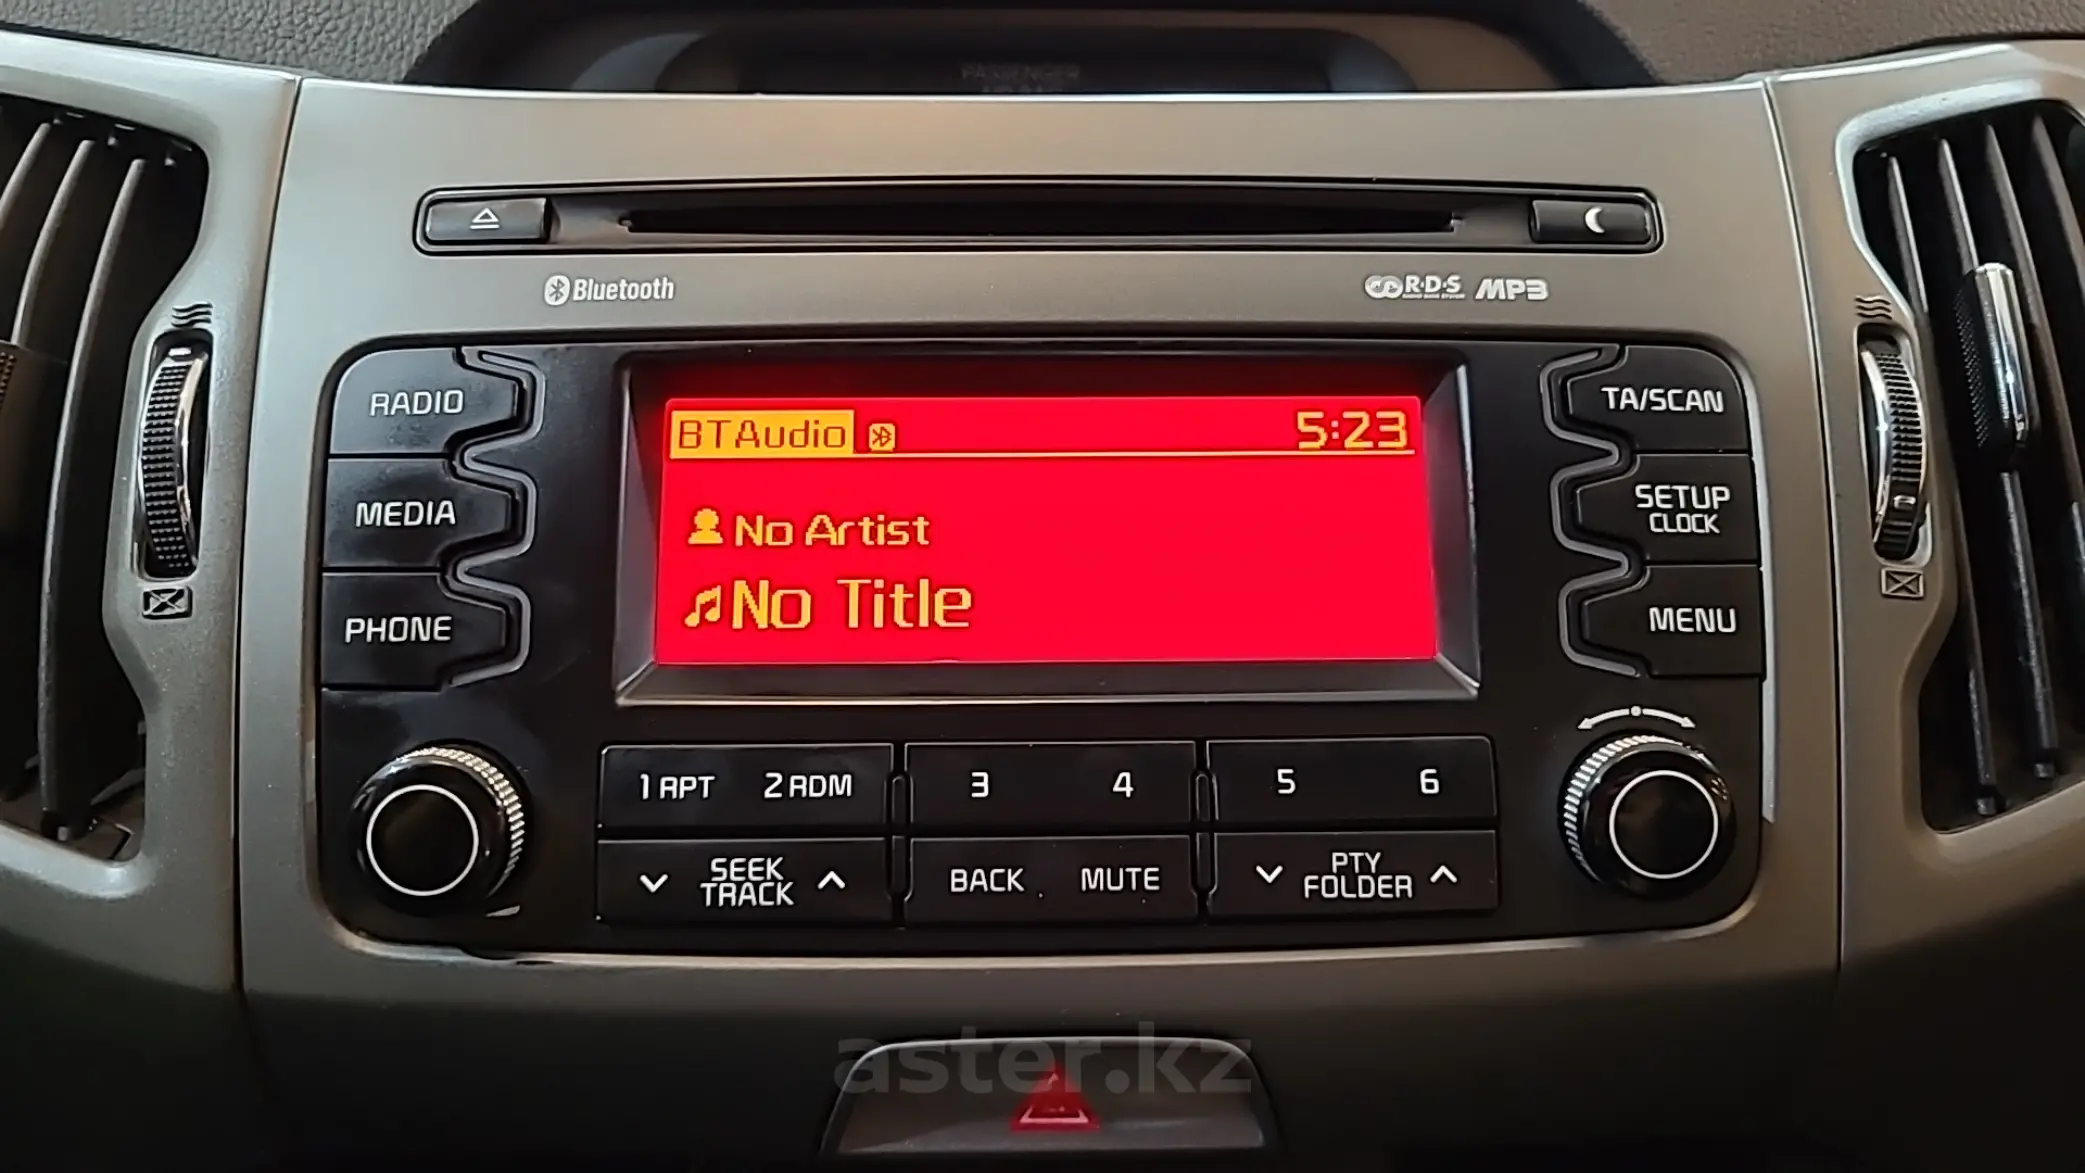 PASSENGER
Bluetooth
R·D·S MP3
RADIO
MEDIA
PHONE
BTAudio 5:23
No Artist
No Title
TA/SCAN
SETUP
CLOCK
MENU
1 RPT 2 RDM 3 4 5 6
SEEK
TRACK
BACK MUTE
PTY
FOLDER
aster.kz